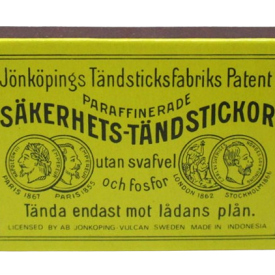 Jönköpings Tändsticksfabriks Patent
PARAFFINERADE
SÄKERHETS-TÄNDSTICKOR
utan svafvel
och fosfor
PARIS 1867
PARIS 1855
LONDON 1862
STOCKHOLM
Tända endast mot lådans plån.
LICENSED BY AB JÖNKÖPING-VULCAN SWEDEN MADE IN INDONESIA